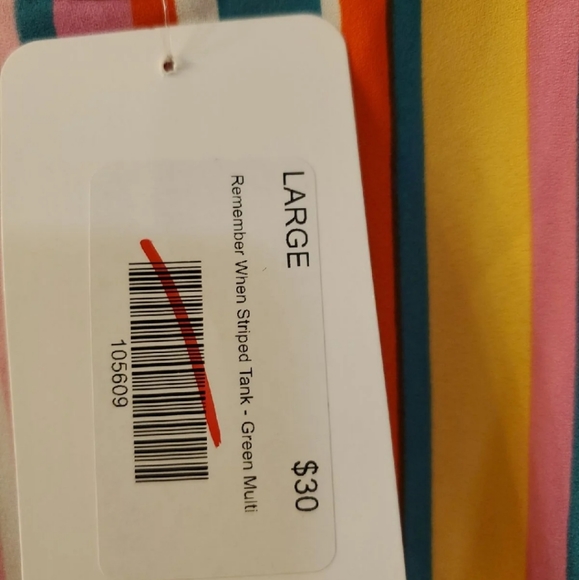 LARGE
$30
Remember When Striped Tank - Green Multi
105609